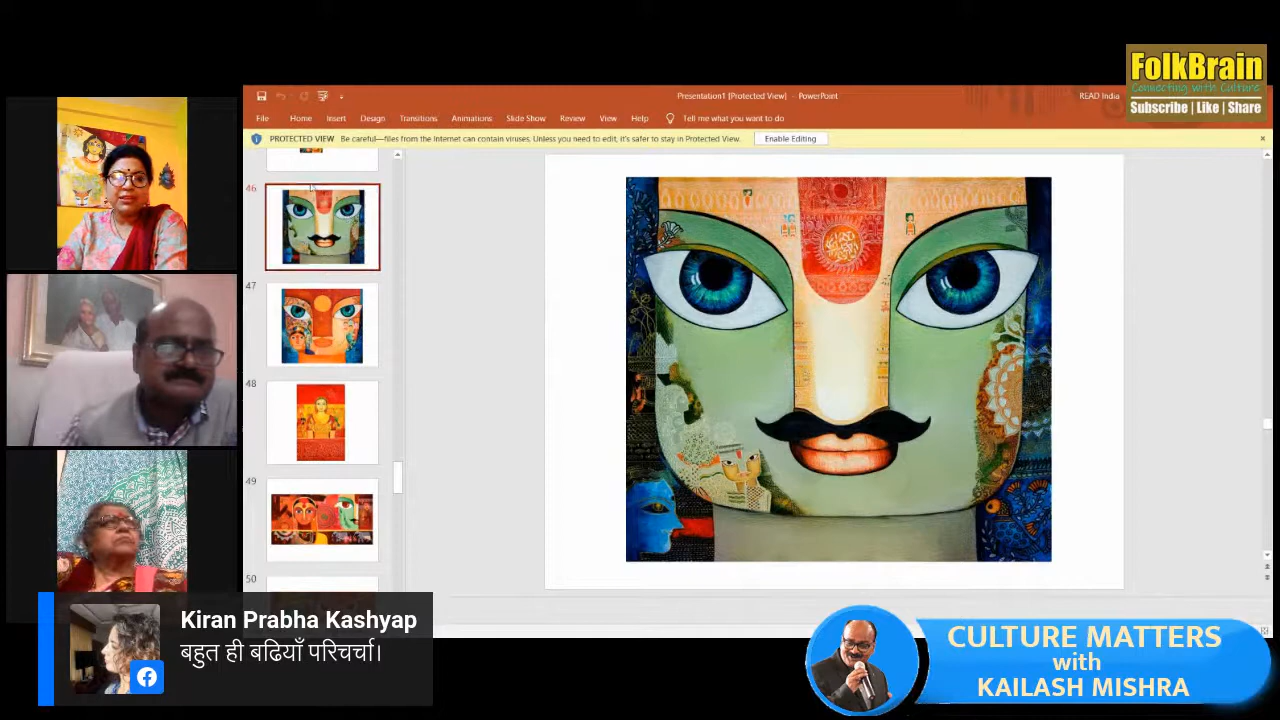 FolkBrain
Connecting With Culture
Subscribe | Like | Share
Presentation1 [Protected View] - PowerPoint
READ India
File Home Insert Design Transitions Animations Slide Show Review View Help Tell me what you want to do
PROTECTED VIEW Be careful—files from the Internet can contain viruses. Unless you need to edit, it's safer to stay in Protected View. Enable Editing
46
47
48
49
50
Kiran Prabha Kashyap
बहुत ही बढियाँ परिचर्चा।
CULTURE MATTERS
with
KAILASH MISHRA